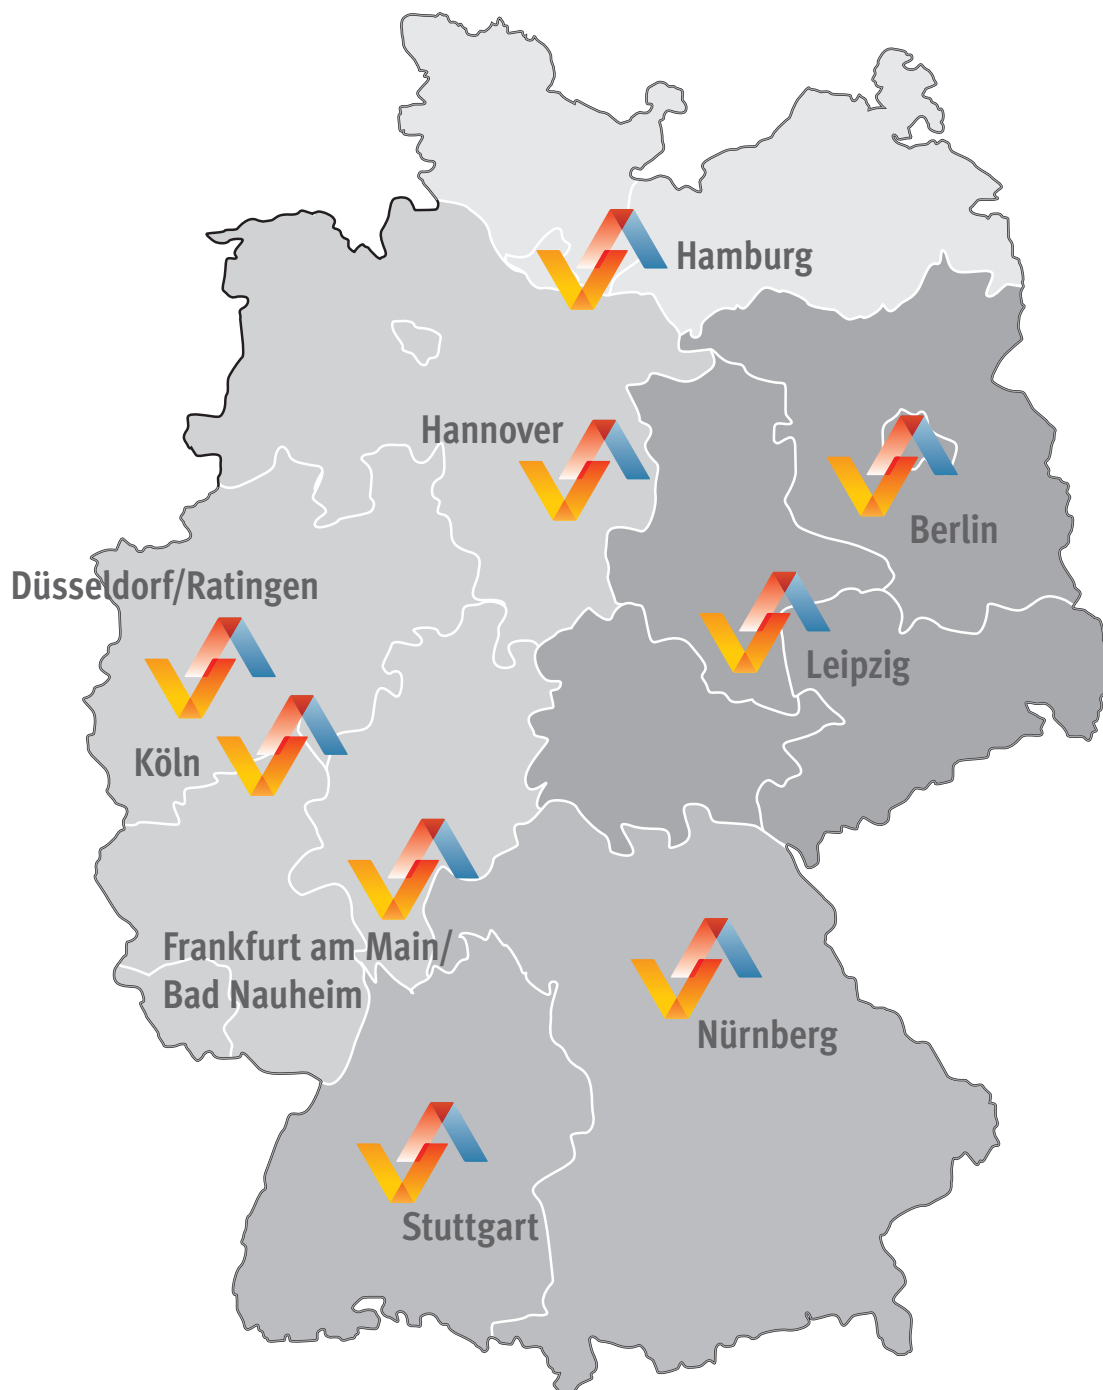 Hamburg
Hannover
Berlin
Düsseldorf/Ratingen
Leipzig
Köln
Frankfurt am Main/
Bad Nauheim
Nürnberg
Stuttgart